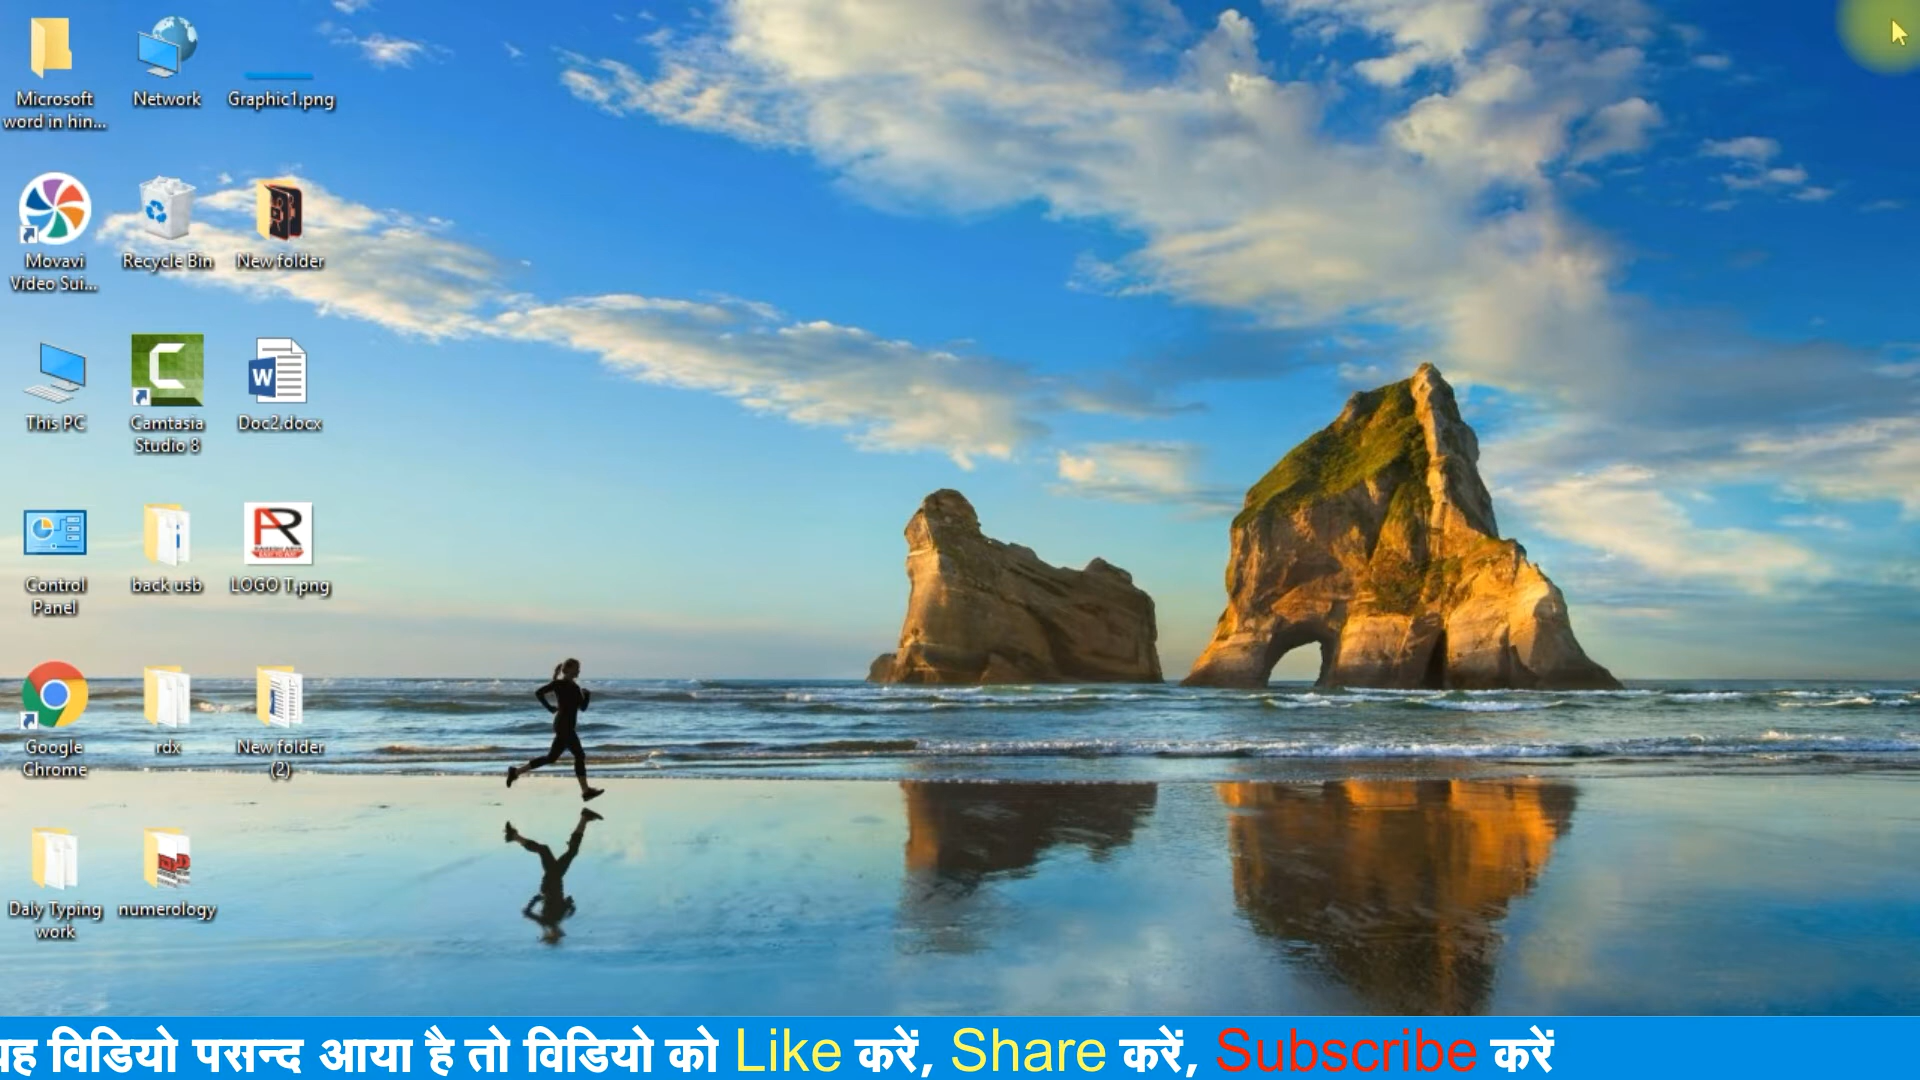 Microsoft
word in hin...
Network
Graphic1.png
Movavi
Video Sui...
Recycle Bin
New folder
This PC
Camtasia
Studio 8
Doc2.docx
Control
Panel
back usb
LOGO T.png
Google
Chrome
rdx
New folder
(2)
Daly Typing
work
numerology
विडियो पसन्द आया है तो विडियो को Like करें, Share करें, Subscribe करें